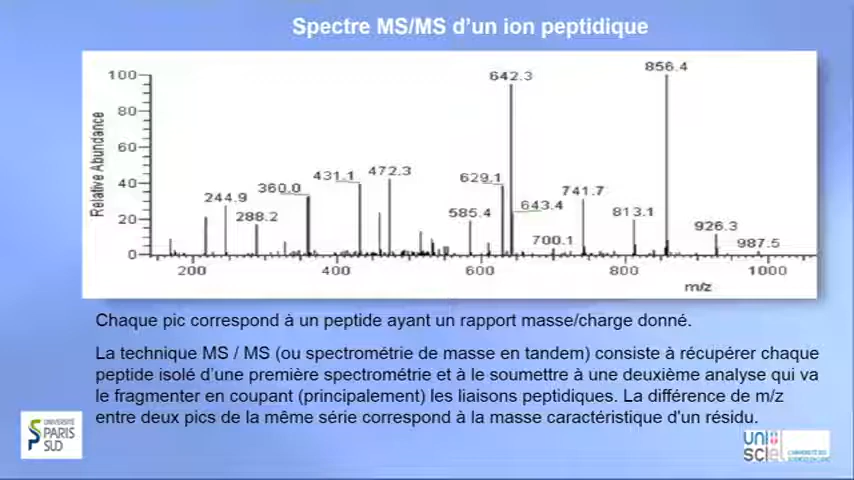 Spectre MS/MS d'un ion peptidique
856.4
642.3
100
80
60
40
20
0
Relative Abundance
244.9
288.2
360.0
431.1
472.3
585.4
629.1
643.4
700.1
741.7
813.1
926.3
987.5
200
400
600
800
1000
m/z
Chaque pic correspond à un peptide ayant un rapport masse/charge donné.
La technique MS / MS (ou spectrométrie de masse en tandem) consiste à récupérer chaque
peptide isolé d'une première spectrométrie et à le soumettre à une deuxième analyse qui va
le fragmenter en coupant (principalement) les liaisons peptidiques. La différence de m/z
entre deux pics de la même série correspond à la masse caractéristique d'un résidu.
UNIVERSITÉ
PARIS
SUD
uni
sciel